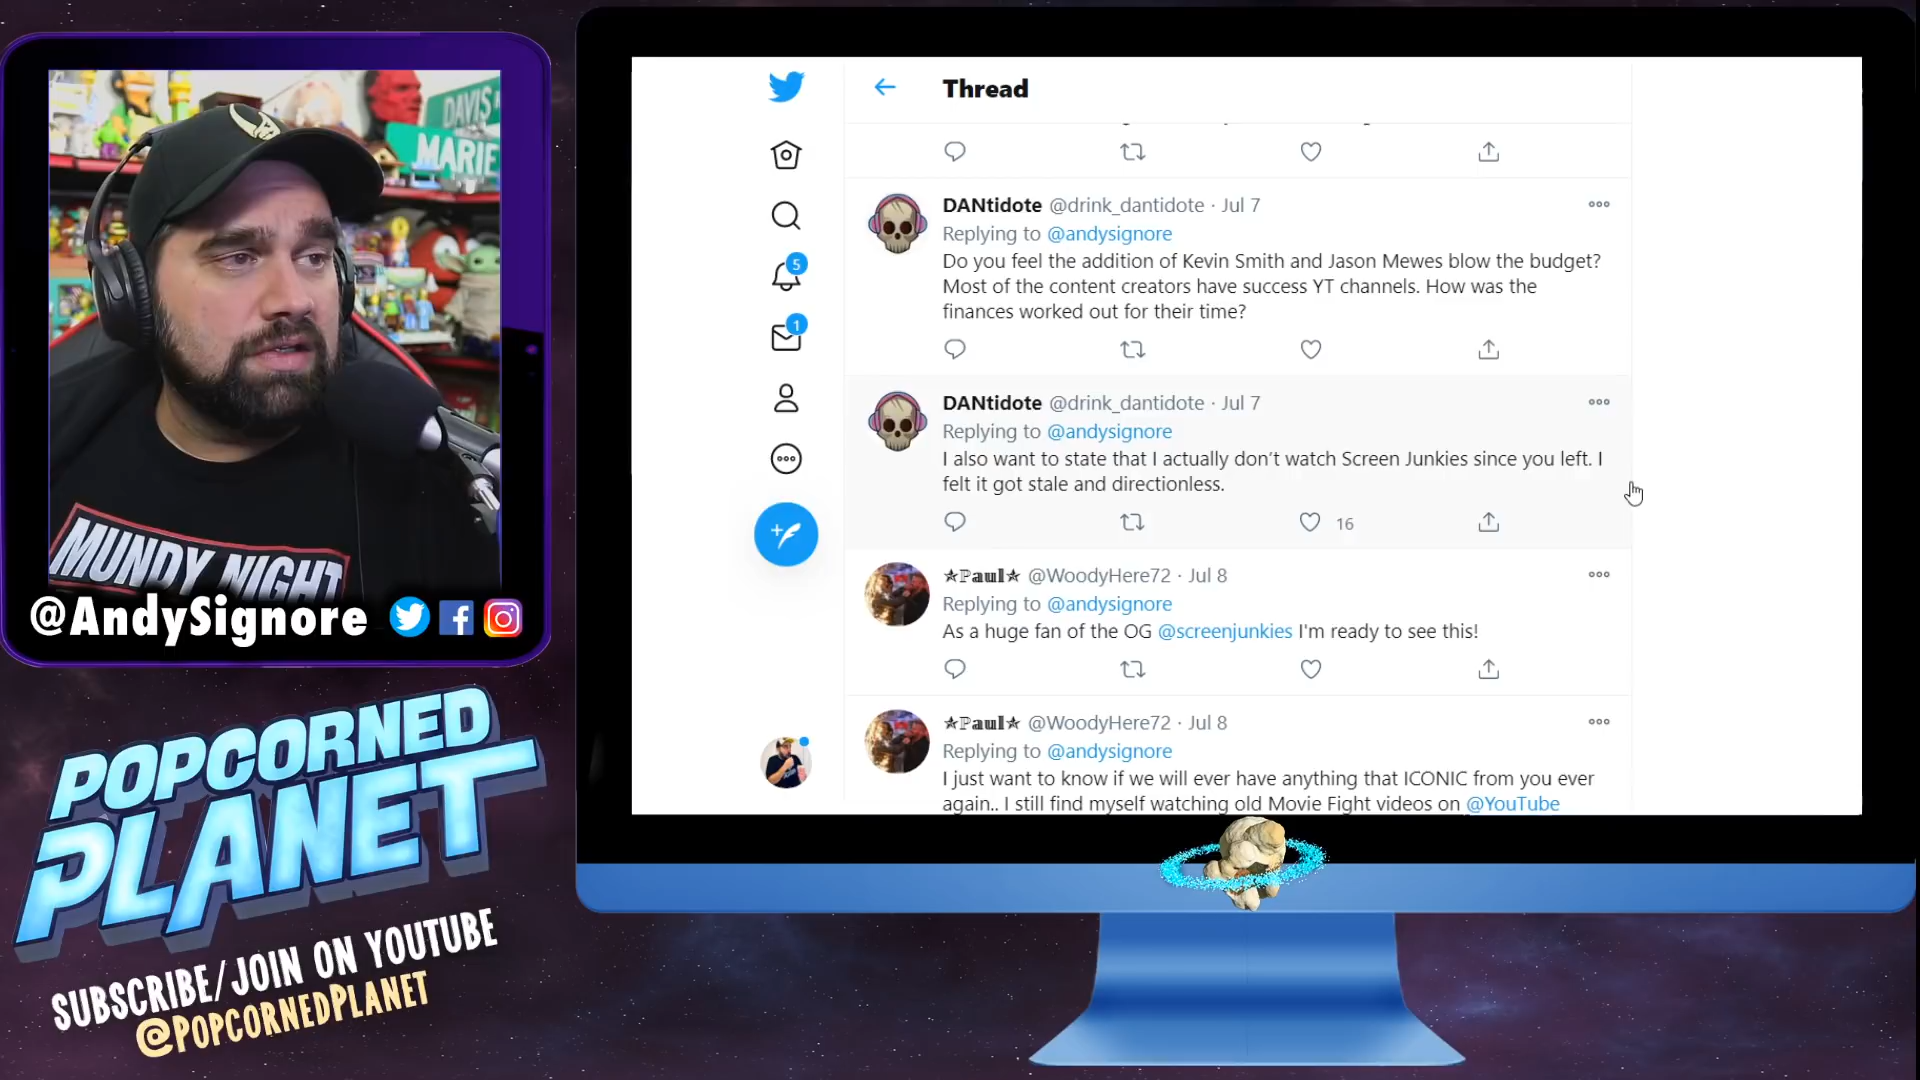 DAVIS
MARIE
MUNDY NIGHT
@AndySignore
POPCORNED
PLANET
SUBSCRIBE/JOIN ON YOUTUBE
@POPCORNEDPLANET
Thread
DANtidote @drink_dantidote · Jul 7
Replying to @andysignore
Do you feel the addition of Kevin Smith and Jason Mewes blow the budget?
Most of the content creators have success YT channels. How was the
finances worked out for their time?
5
1
DANtidote @drink_dantidote · Jul 7
Replying to @andysignore
I also want to state that I actually don't watch Screen Junkies since you left. I
felt it got stale and directionless.
16
✭ℙ𝕒𝕦𝕝✭ @WoodyHere72 · Jul 8
Replying to @andysignore
As a huge fan of the OG @screenjunkies I'm ready to see this!
✭ℙ𝕒𝕦𝕝✭ @WoodyHere72 · Jul 8
Replying to @andysignore
I just want to know if we will ever have anything that ICONIC from you ever
again.. I still find myself watching old Movie Fight videos on @YouTube